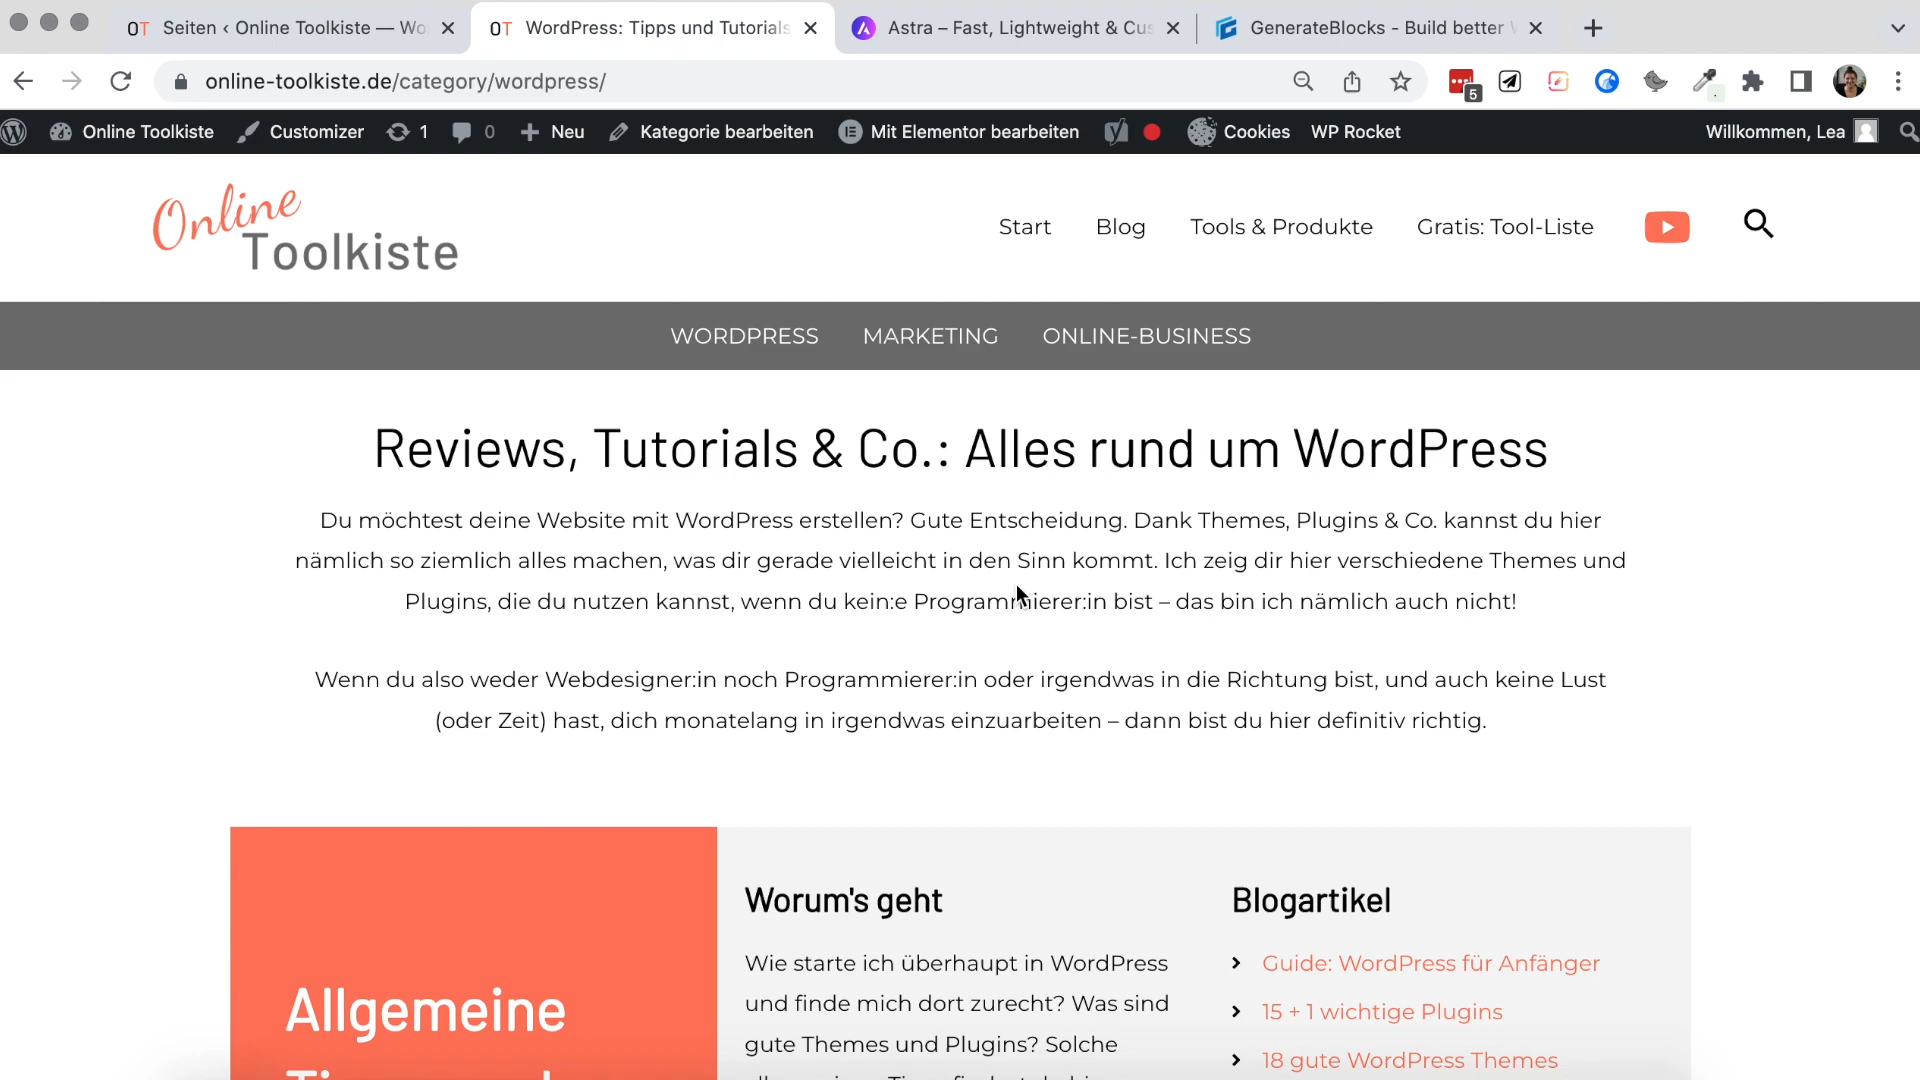 OT Seiten ‹ Online Toolkiste — Wo
OT WordPress: Tipps und Tutorials
Astra – Fast, Lightweight & Cus
GenerateBlocks - Build better W
online-toolkiste.de/category/wordpress/
5
Online Toolkiste
Customizer
1
0
Neu
Kategorie bearbeiten
Mit Elementor bearbeiten
Cookies
WP Rocket
Willkommen, Lea
Online
Toolkiste
Start
Blog
Tools & Produkte
Gratis: Tool-Liste
WORDPRESS
MARKETING
ONLINE-BUSINESS
Reviews, Tutorials & Co.: Alles rund um WordPress
Du möchtest deine Website mit WordPress erstellen? Gute Entscheidung. Dank Themes, Plugins & Co. kannst du hier
nämlich so ziemlich alles machen, was dir gerade vielleicht in den Sinn kommt. Ich zeig dir hier verschiedene Themes und
Plugins, die du nutzen kannst, wenn du kein:e Programmierer:in bist – das bin ich nämlich auch nicht!
Wenn du also weder Webdesigner:in noch Programmierer:in oder irgendwas in die Richtung bist, und auch keine Lust
(oder Zeit) hast, dich monatelang in irgendwas einzuarbeiten – dann bist du hier definitiv richtig.
Allgemeine
Worum's geht
Wie starte ich überhaupt in WordPress
und finde mich dort zurecht? Was sind
gute Themes und Plugins? Solche
Blogartikel
Guide: WordPress für Anfänger
15 + 1 wichtige Plugins
18 gute WordPress Themes